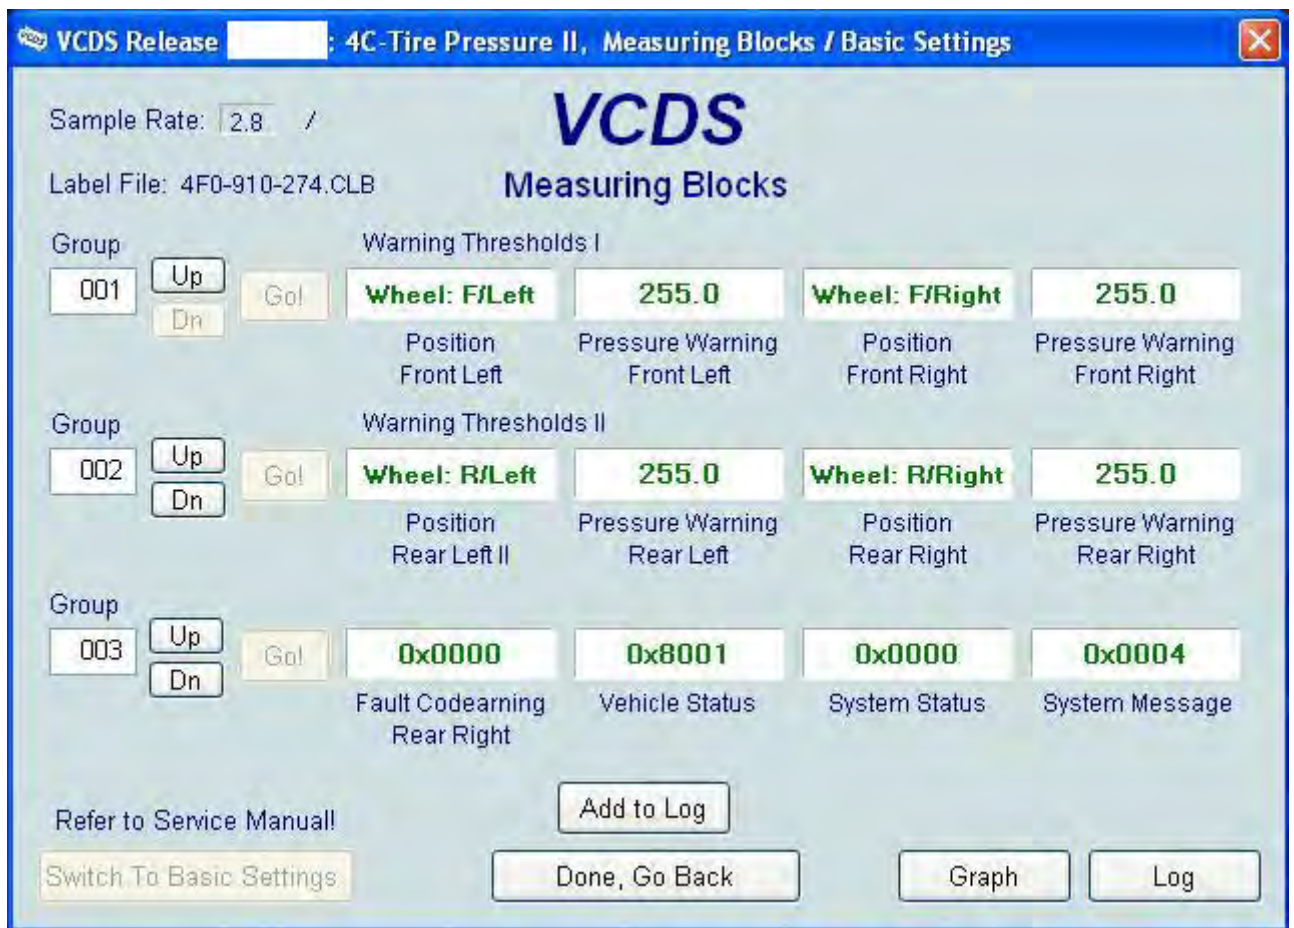 VCDS Release : 4C-Tire Pressure II, Measuring Blocks / Basic Settings
Sample Rate: 2.8 /
VCDS
Label File: 4F0-910-274.CLB
Measuring Blocks
Group
Warning Thresholds I
001 Up Dn Go! Wheel: F/Left 255.0 Wheel: F/Right 255.0
Position Pressure Warning Position Pressure Warning
Front Left Front Left Front Right Front Right
Group
Warning Thresholds II
002 Up Dn Go! Wheel: R/Left 255.0 Wheel: R/Right 255.0
Position Pressure Warning Position Pressure Warning
Rear Left II Rear Left Rear Right Rear Right
Group
003 Up Dn Go! 0x0000 0x8001 0x0000 0x0004
Fault Codearning Vehicle Status System Status System Message
Rear Right
Refer to Service Manual!
Add to Log
Switch To Basic Settings Done, Go Back Graph Log